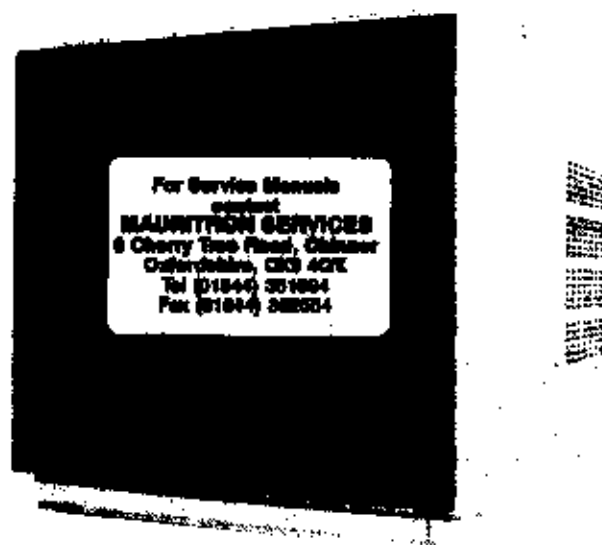 For Service Manuals
contact
MAURITRON SERVICES
8 Cherry Tree Road, Chinnor
Oxfordshire, OX9 4QY
Tel (01844) 351694
Fax (01844) 352554